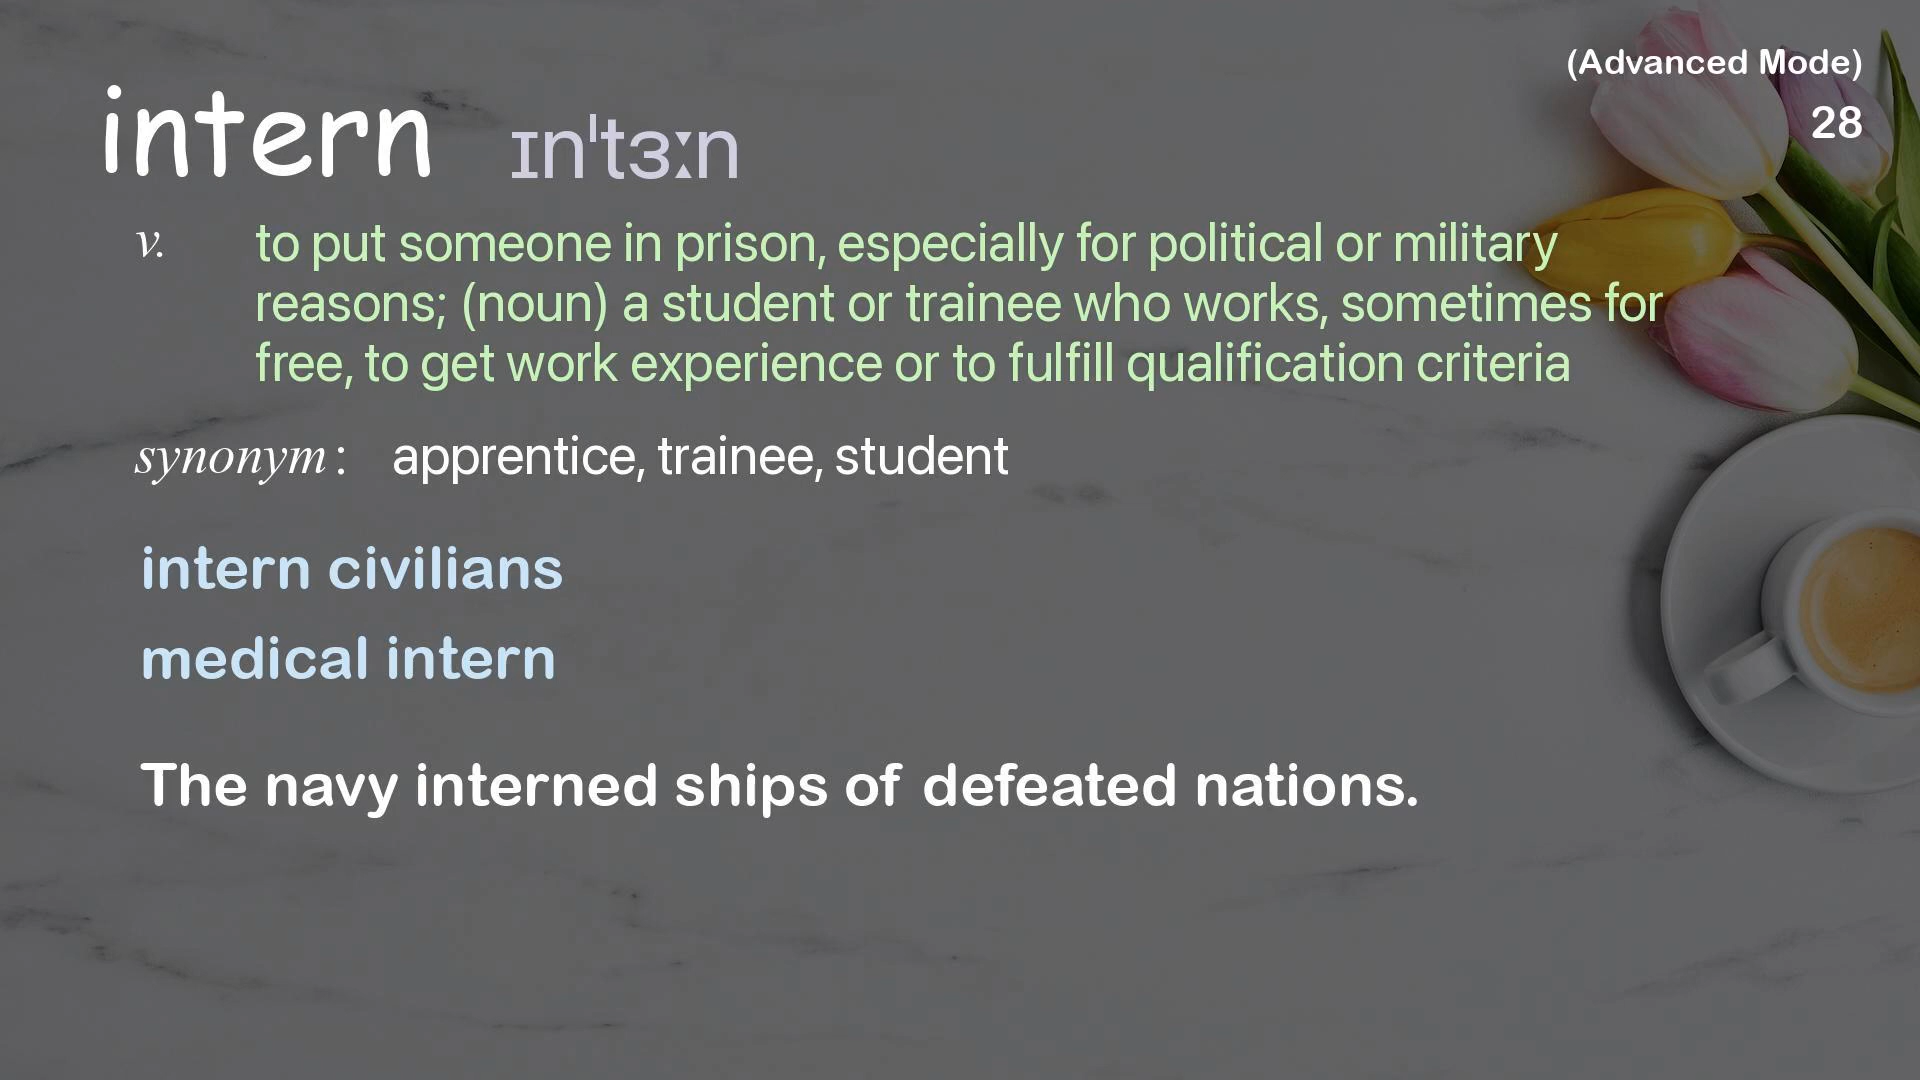 (Advanced Mode)
28
intern ɪnˈtɜːn
v. to put someone in prison, especially for political or military
reasons; (noun) a student or trainee who works, sometimes for
free, to get work experience or to fulfill qualification criteria
synonym : apprentice, trainee, student
intern civilians
medical intern
The navy interned ships of defeated nations.